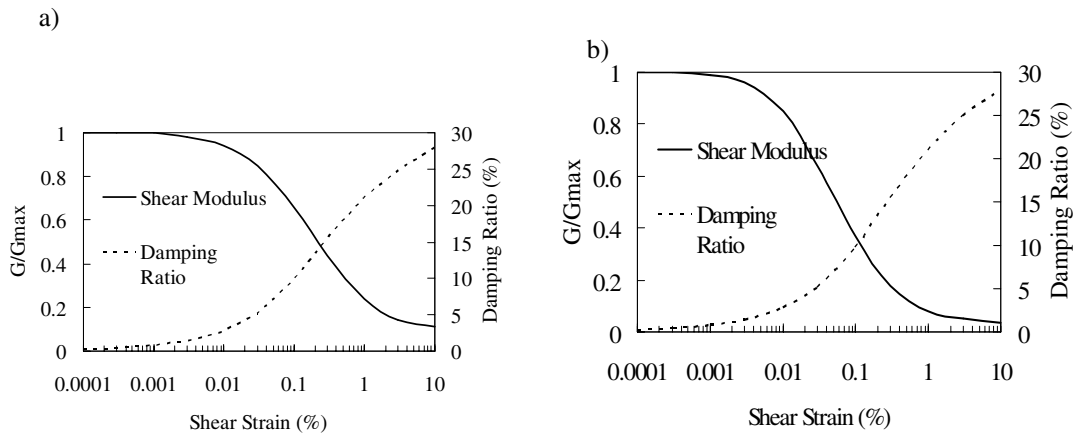 a)
G/Gmax
1
0.8
0.6
0.4
0.2
0
Shear Modulus
Damping
Ratio
30
25
20
15
10
5
0
Damping Ratio (%)
0.0001 0.001 0.01 0.1 1 10
Shear Strain (%)
b)
G/Gmax
1
0.8
0.6
0.4
0.2
0
Shear Modulus
Damping
Ratio
30
25
20
15
10
5
0
Damping Ratio (%)
0.0001 0.001 0.01 0.1 1 10
Shear Strain (%)